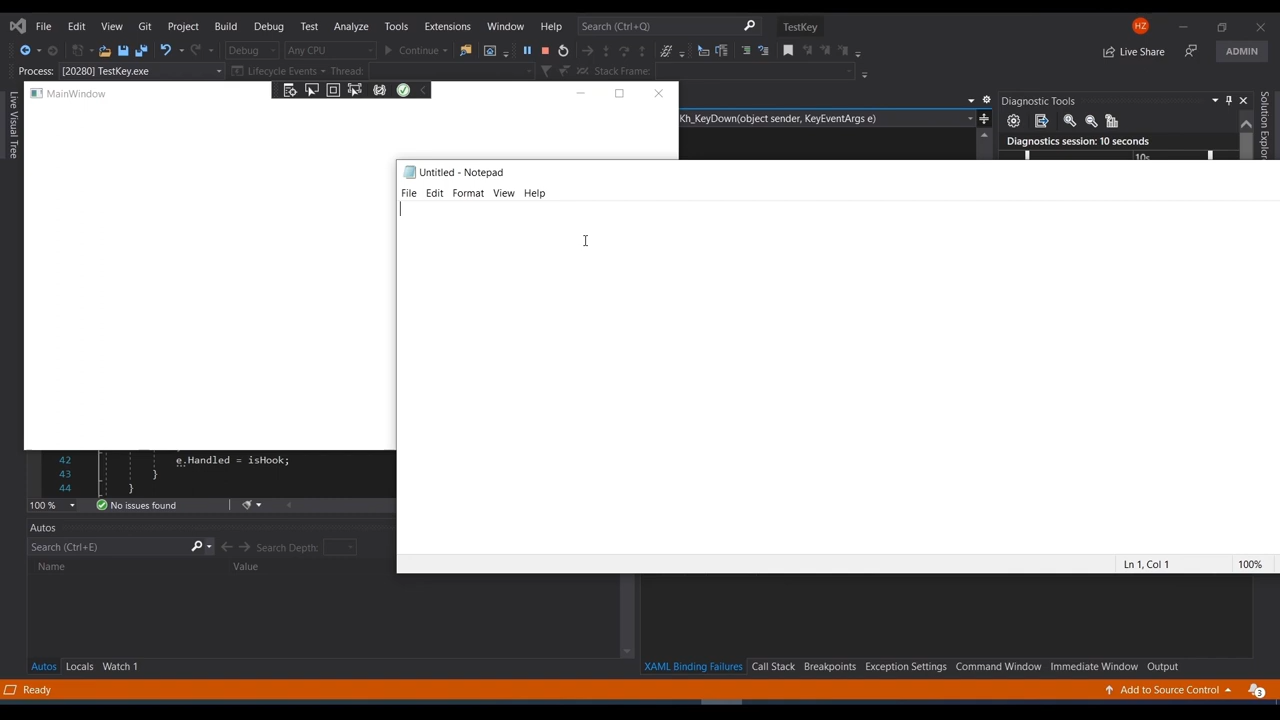 File Edit View Git Project Build Debug Test Analyze Tools Extensions Window Help Search (Ctrl+Q) TestKey HZ
Debug Any CPU Continue Live Share ADMIN
Process: [20280] TestKey.exe Lifecycle Events Thread: Stack Frame:
MainWindow
Live Visual Tree
Kh_KeyDown(object sender, KeyEventArgs e)
Diagnostic Tools
Diagnostics session: 10 seconds
10s
Solution Explor
Untitled - Notepad
File Edit Format View Help
Ln 1, Col 1 100%
42 e.Handled = isHook;
43 }
44 }
100 % No issues found
Autos
Search (Ctrl+E) Search Depth:
Name Value
Autos Locals Watch 1
XAML Binding Failures Call Stack Breakpoints Exception Settings Command Window Immediate Window Output
Ready Add to Source Control 3